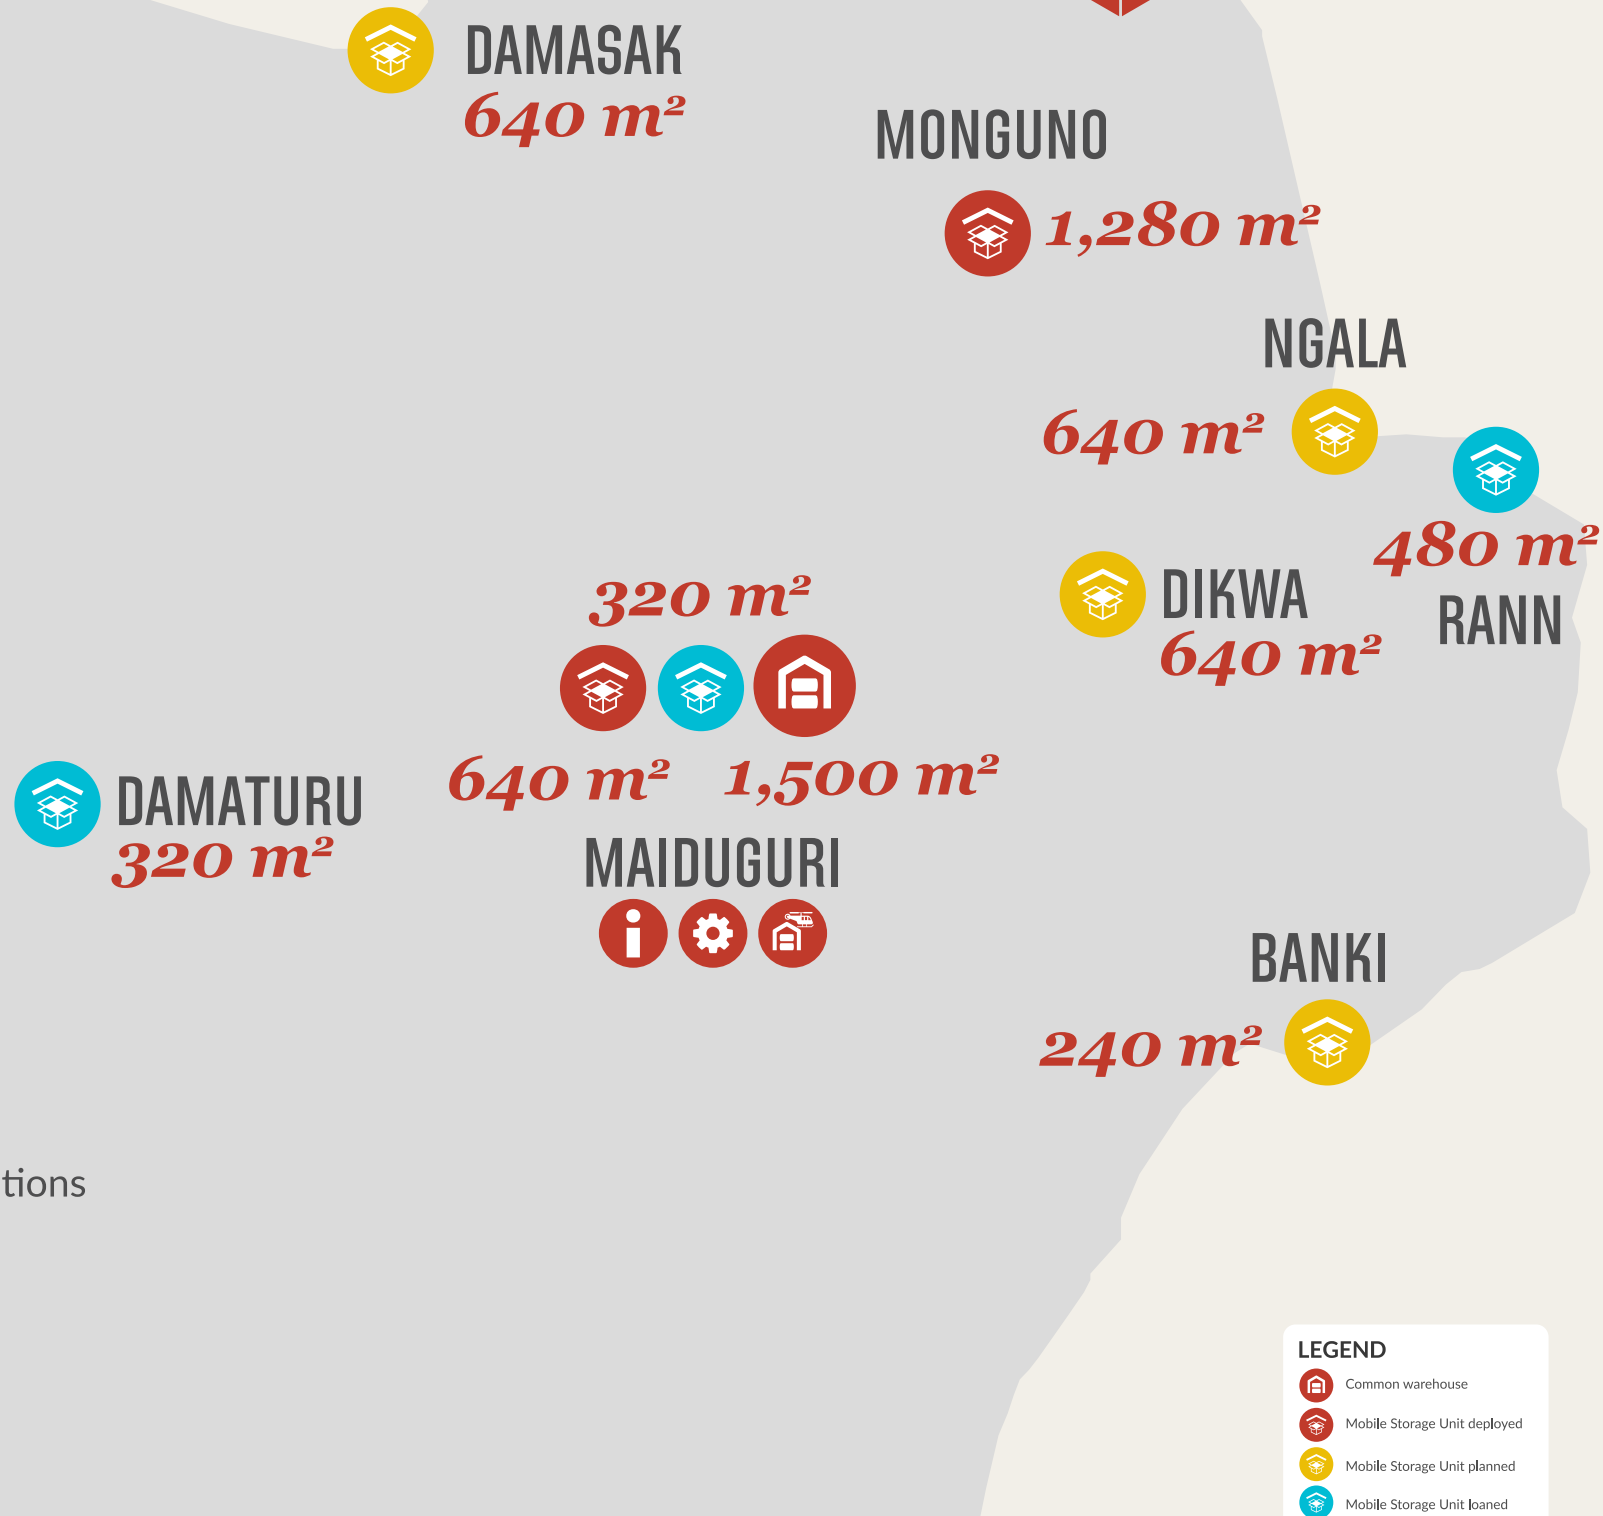 DAMASAK
640 m²
MONGUNO
1,280 m²
NGALA
640 m²
480 m²
RANN
DIKWA
640 m²
320 m²
640 m² 1,500 m²
MAIDUGURI
DAMATURU
320 m²
BANKI
240 m²
tions
LEGEND
Common warehouse
Mobile Storage Unit deployed
Mobile Storage Unit planned
Mobile Storage Unit loaned